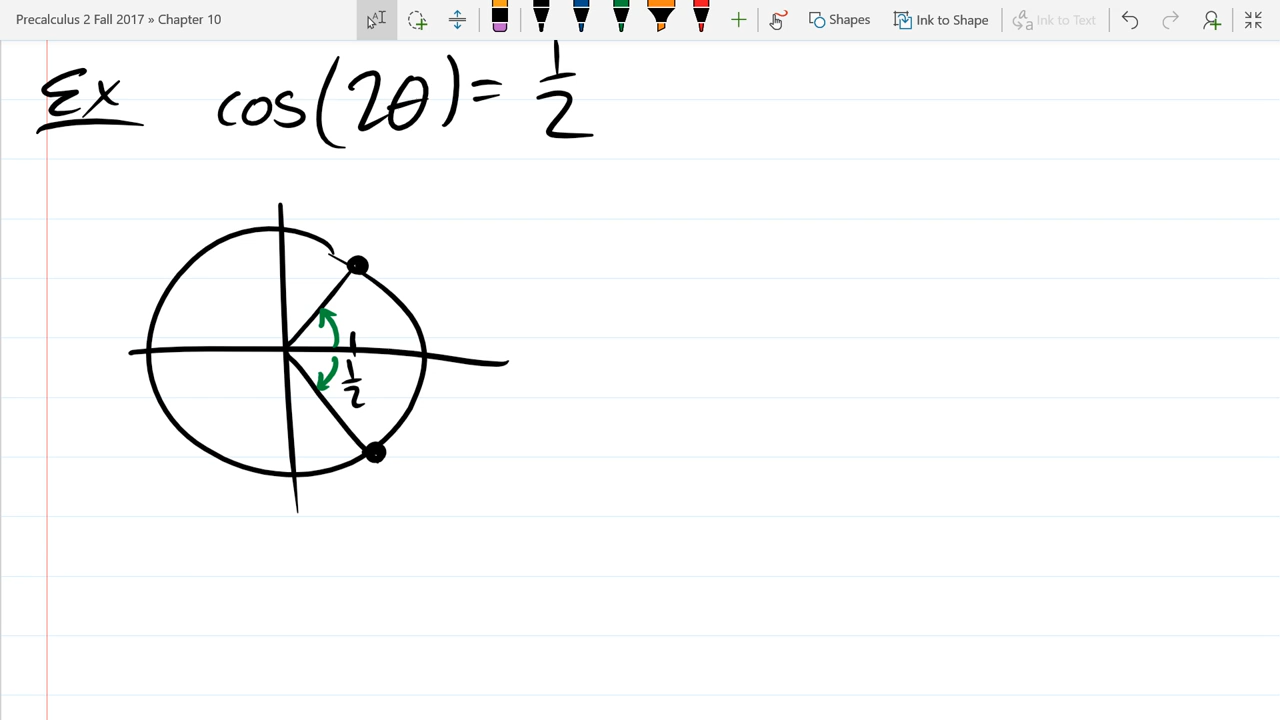 Precalculus 2 Fall 2017 » Chapter 10
Shapes
Ink to Shape
Ink to Text
Ex cos(2θ) = 1/2
1/2